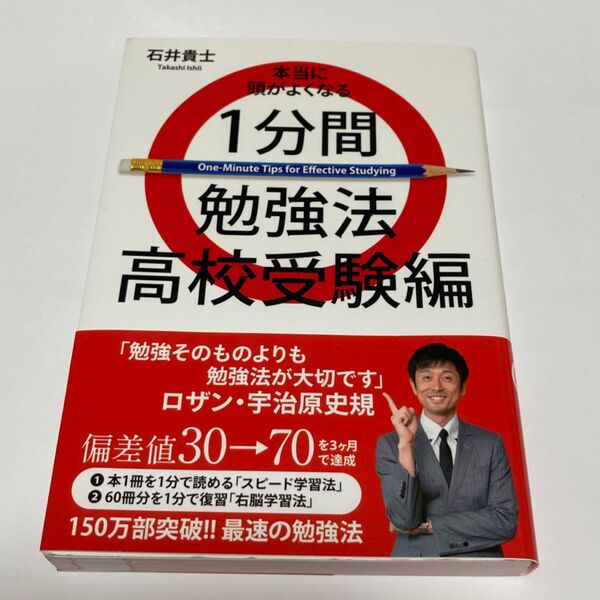 石井貴士
Takashi Ishii
本当に
頭がよくなる
1分間
One-Minute Tips for Effective Studying
勉強法
高校受験編
「勉強そのものよりも
勉強法が大切です」
ロザン・宇治原史規
偏差値30→70を3ヶ月で達成
❶ 本1冊を1分で読める「スピード学習法」
❷ 60冊分を1分で復習「右脳学習法」
150万部突破!! 最速の勉強法